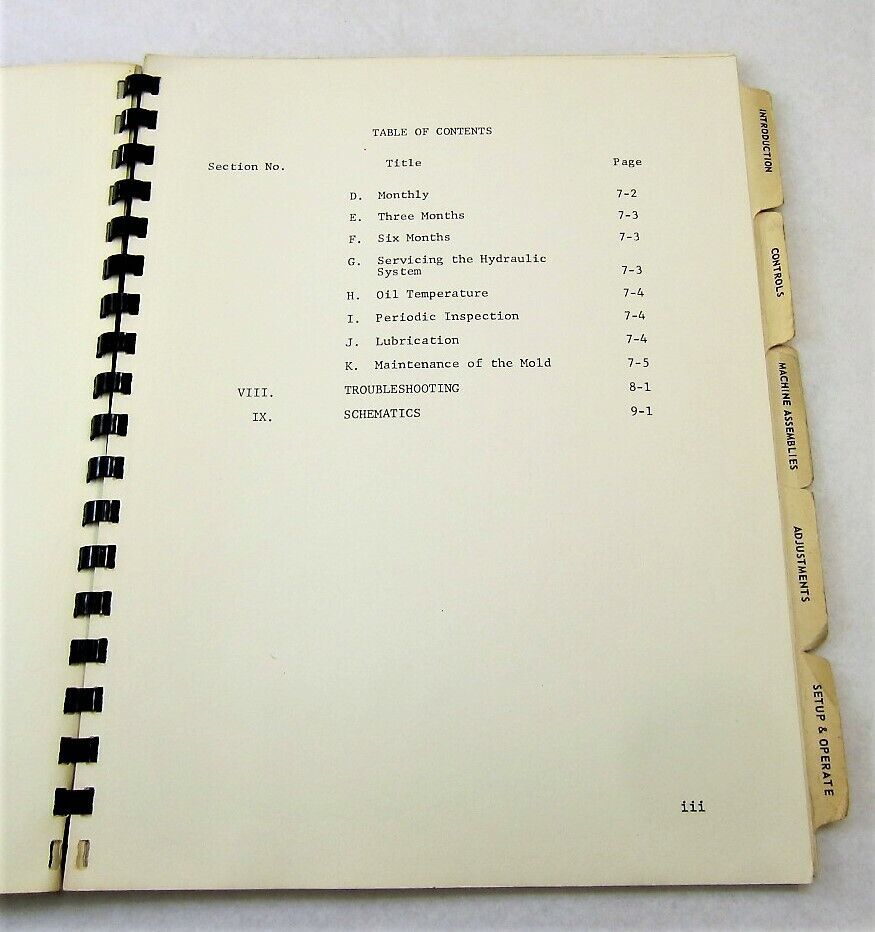 TABLE OF CONTENTS
Section No. Title Page
D. Monthly 7-2
E. Three Months 7-3
F. Six Months 7-3
G. Servicing the Hydraulic
System 7-3
H. Oil Temperature 7-4
I. Periodic Inspection 7-4
J. Lubrication 7-4
K. Maintenance of the Mold 7-5
VIII. TROUBLESHOOTING 8-1
IX. SCHEMATICS 9-1
iii
INTRODUCTION
CONTROLS
MACHINE ASSEMBLIES
ADJUSTMENTS
SETUP & OPERATE